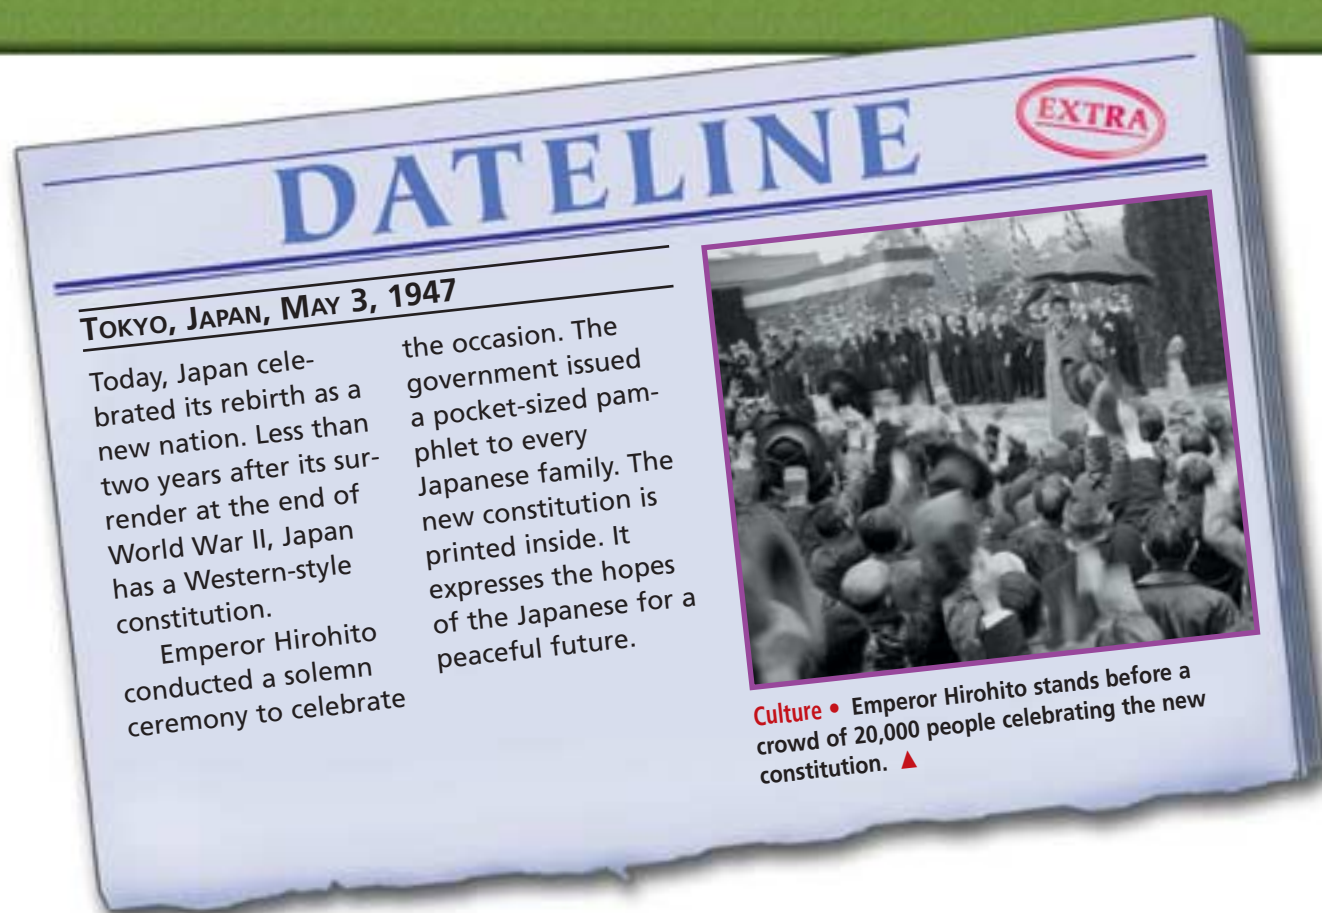 DATELINE
EXTRA
TOKYO, JAPAN, MAY 3, 1947
Today, Japan cele-
brated its rebirth as a
new nation. Less than
two years after its sur-
render at the end of
World War II, Japan
has a Western-style
constitution.
Emperor Hirohito
conducted a solemn
ceremony to celebrate
the occasion. The
government issued
a pocket-sized pam-
phlet to every
Japanese family. The
new constitution is
printed inside. It
expresses the hopes
of the Japanese for a
peaceful future.
Culture • Emperor Hirohito stands before a
crowd of 20,000 people celebrating the new
constitution. ▲